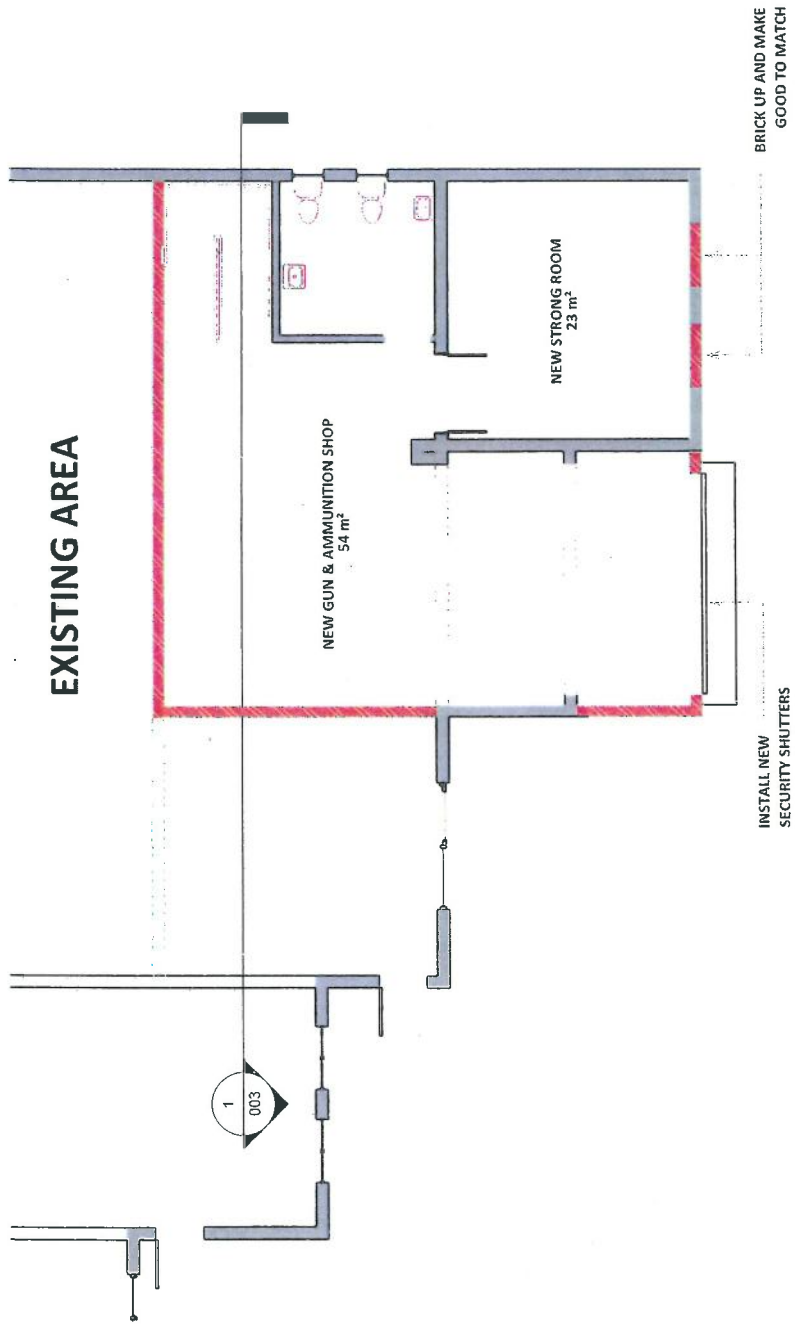 EXISTING AREA
NEW GUN & AMMUNITION SHOP
54 m²
NEW STRONG ROOM
23 m²
1
003
INSTALL NEW
SECURITY SHUTTERS
BRICK UP AND MAKE
GOOD TO MATCH